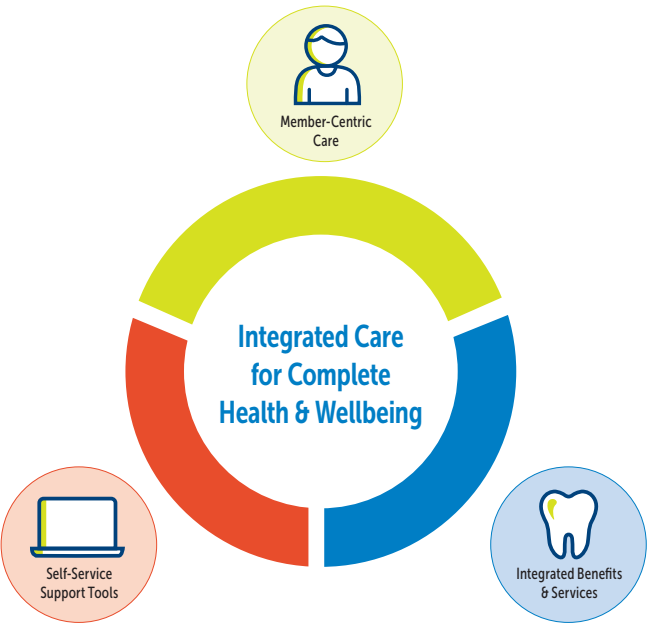 Member-Centric
Care
Integrated Care
for Complete
Health & Wellbeing
Self-Service
Support Tools
Integrated Benefits
& Services